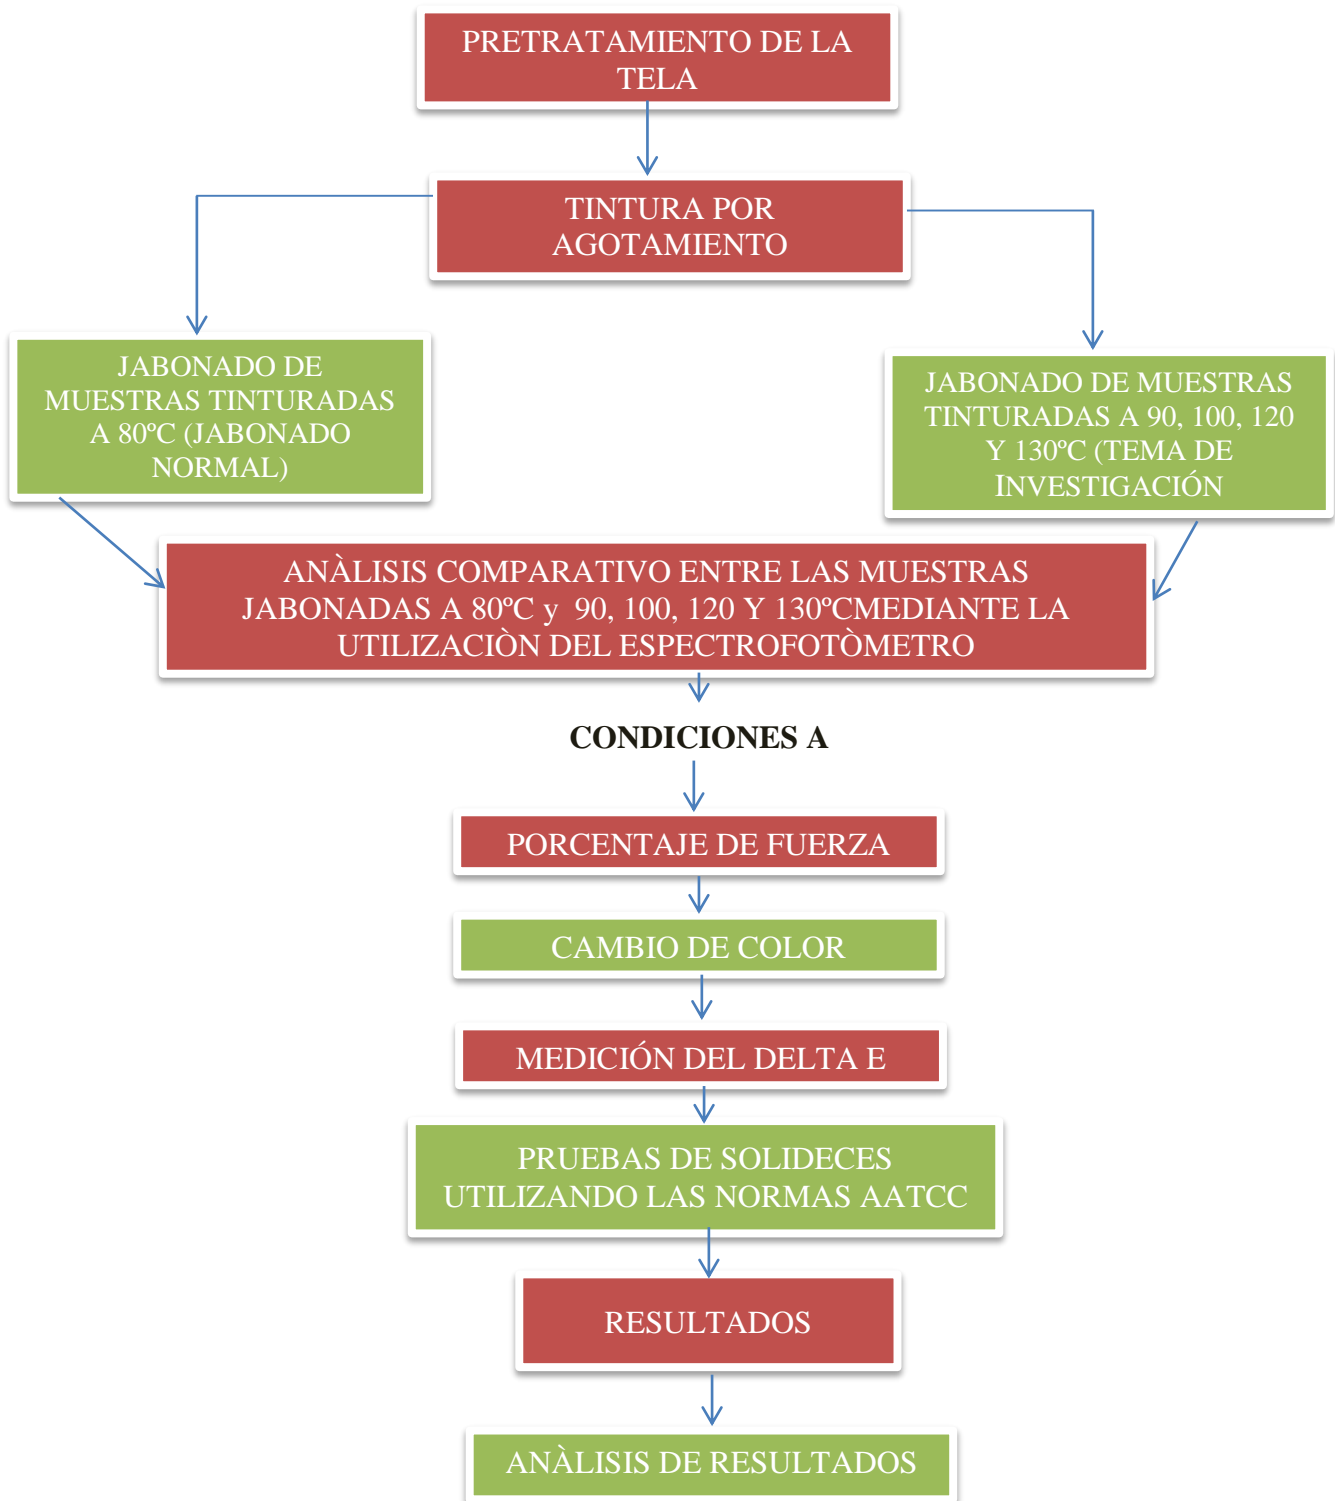 PRETRATAMIENTO DE LA
TELA
TINTURA POR
AGOTAMIENTO
JABONADO DE
MUESTRAS TINTURADAS
A 80ºC (JABONADO
NORMAL)
JABONADO DE MUESTRAS
TINTURADAS A 90, 100, 120
Y 130ºC (TEMA DE
INVESTIGACIÓN
ANÀLISIS COMPARATIVO ENTRE LAS MUESTRAS
JABONADAS A 80ºC y 90, 100, 120 Y 130ºCMEDIANTE LA
UTILIZACIÒN DEL ESPECTROFOTÒMETRO
CONDICIONES A
PORCENTAJE DE FUERZA
CAMBIO DE COLOR
MEDICIÓN DEL DELTA E
PRUEBAS DE SOLIDECES
UTILIZANDO LAS NORMAS AATCC
RESULTADOS
ANÀLISIS DE RESULTADOS